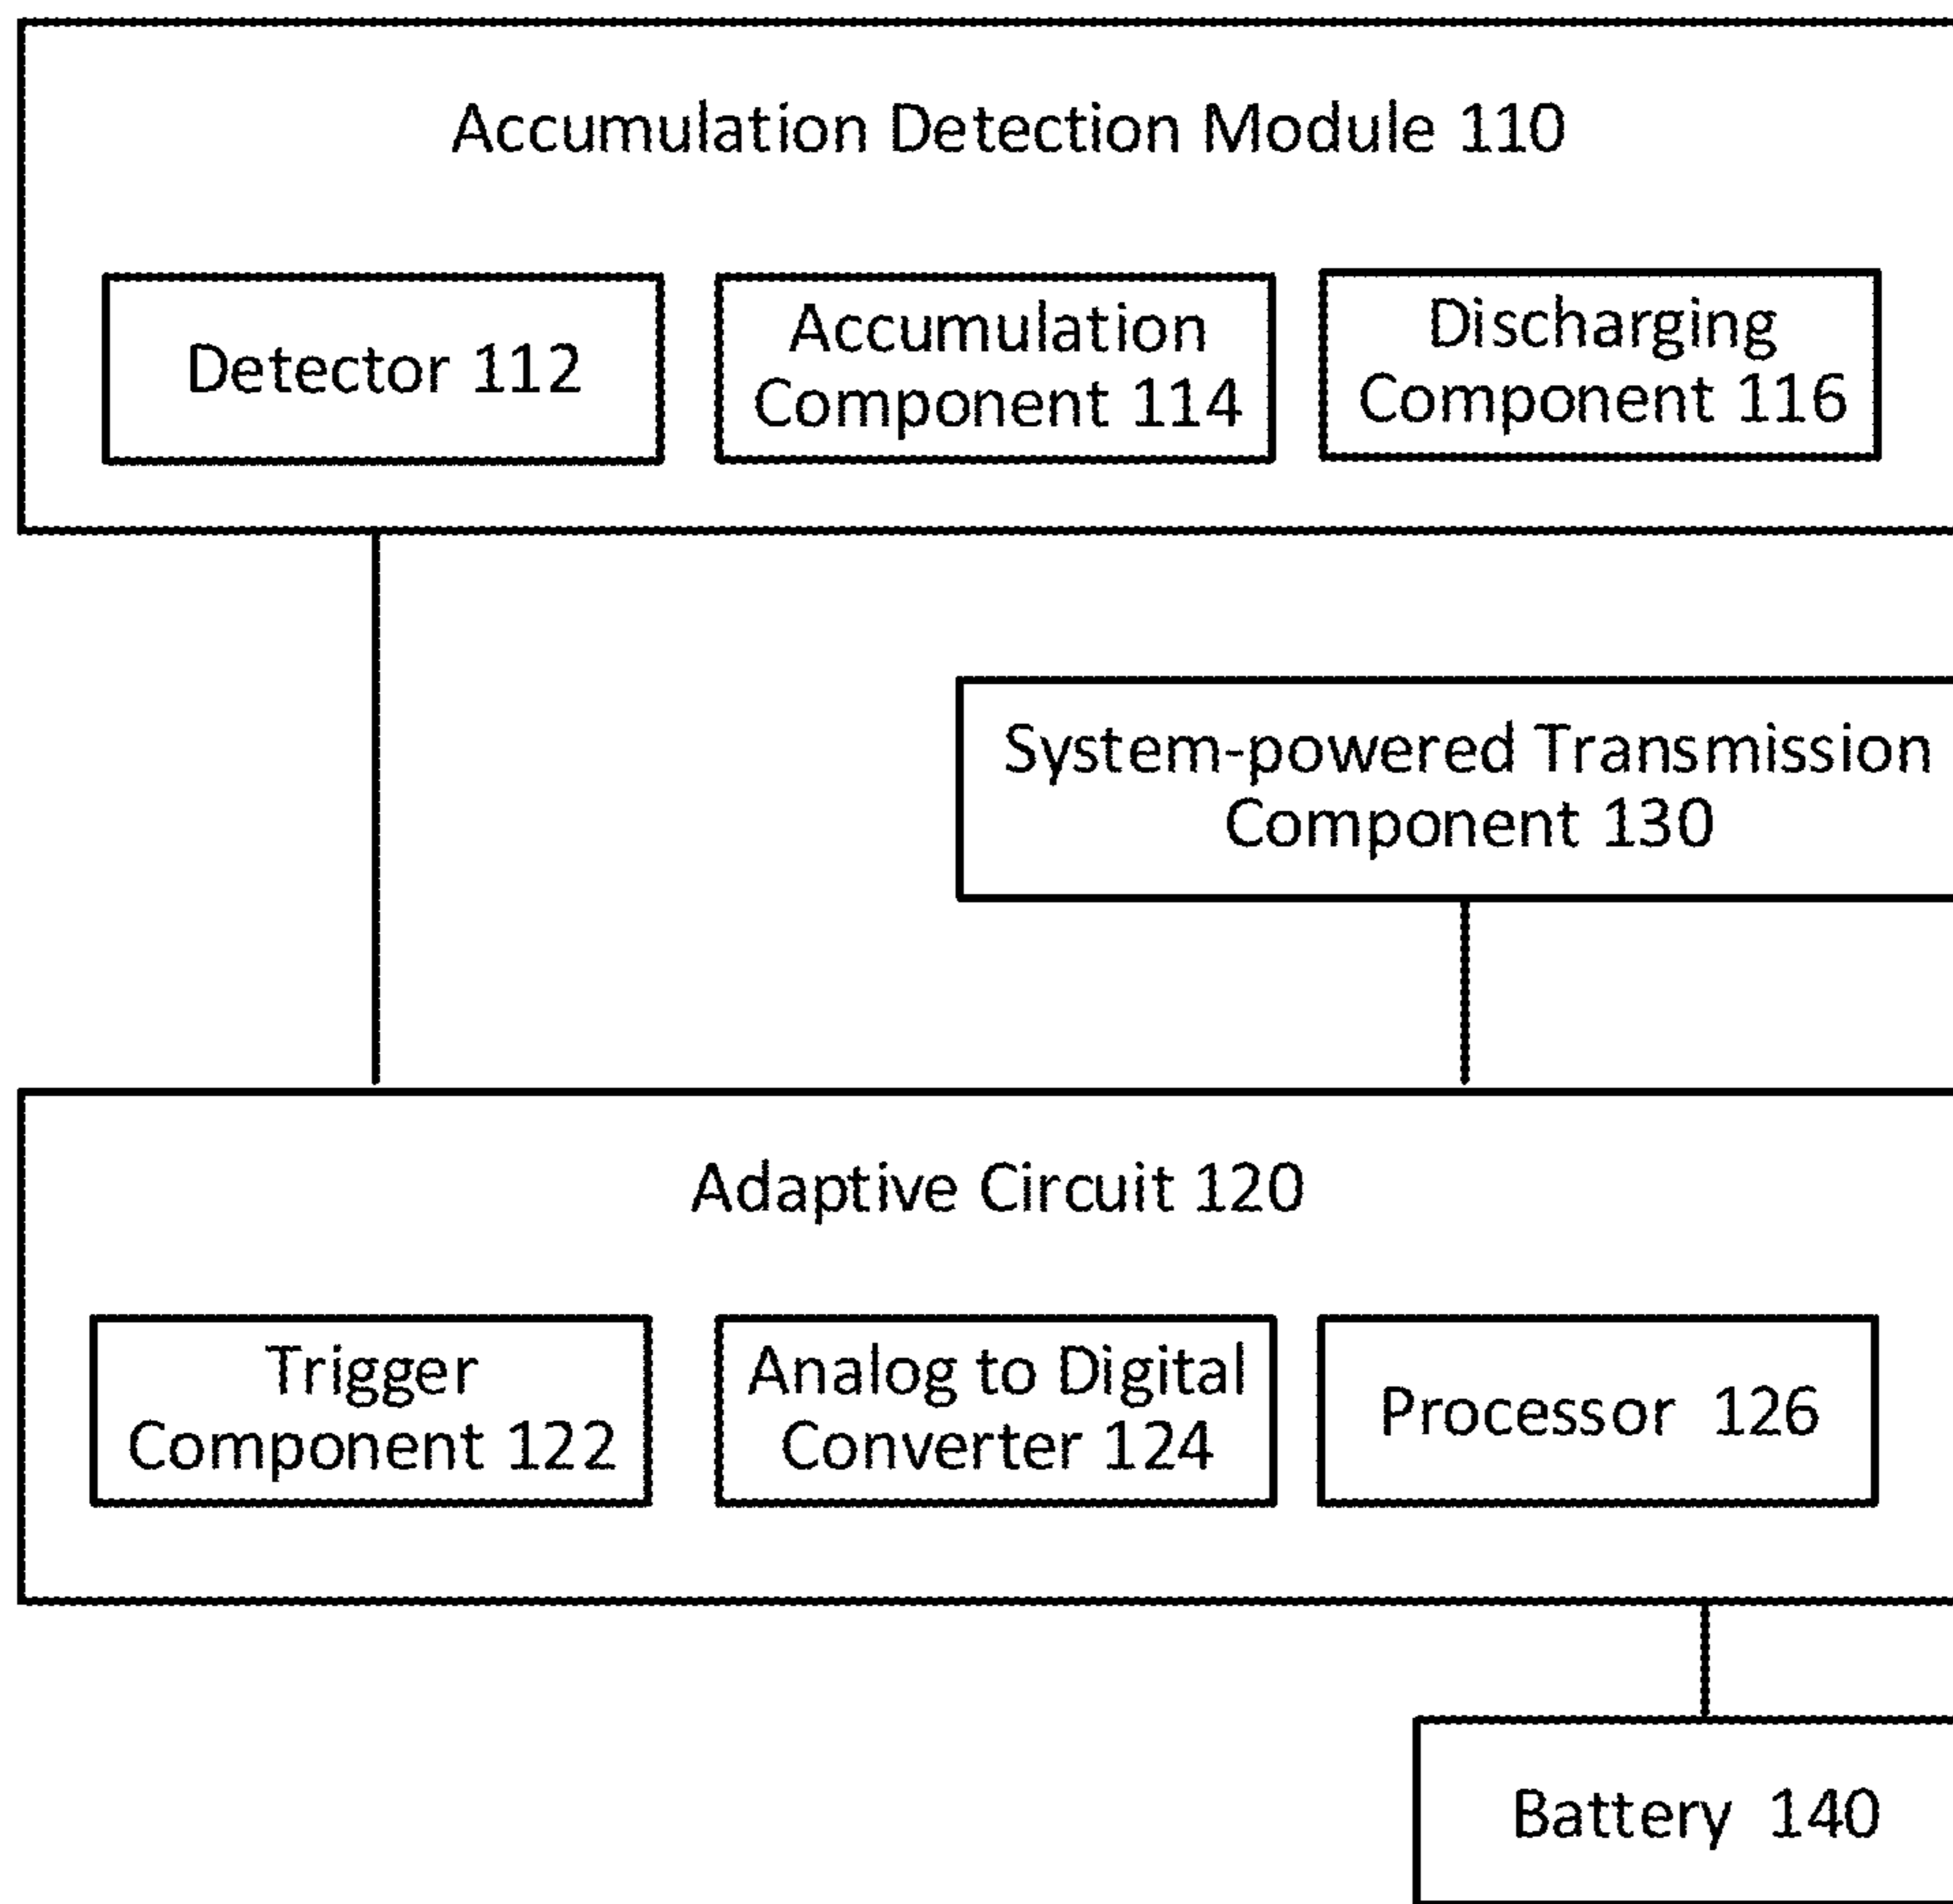 Accumulation Detection Module 110
Detector 112
Accumulation
Component 114
Discharging
Component 116
System-powered Transmission
Component 130
Adaptive Circuit 120
Trigger
Component 122
Analog to Digital
Converter 124
Processor 126
Battery 140